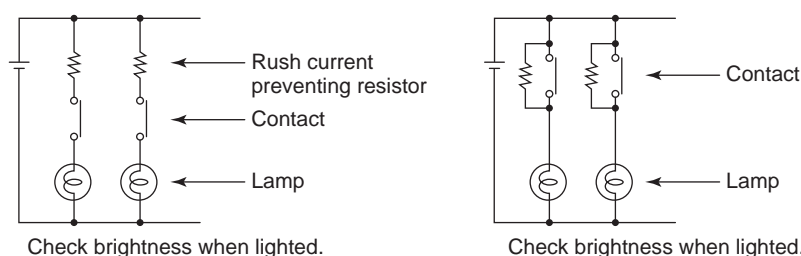 Rush current
preventing resistor
Contact
Lamp
Check brightness when lighted.
Contact
Lamp
Check brightness when lighted.